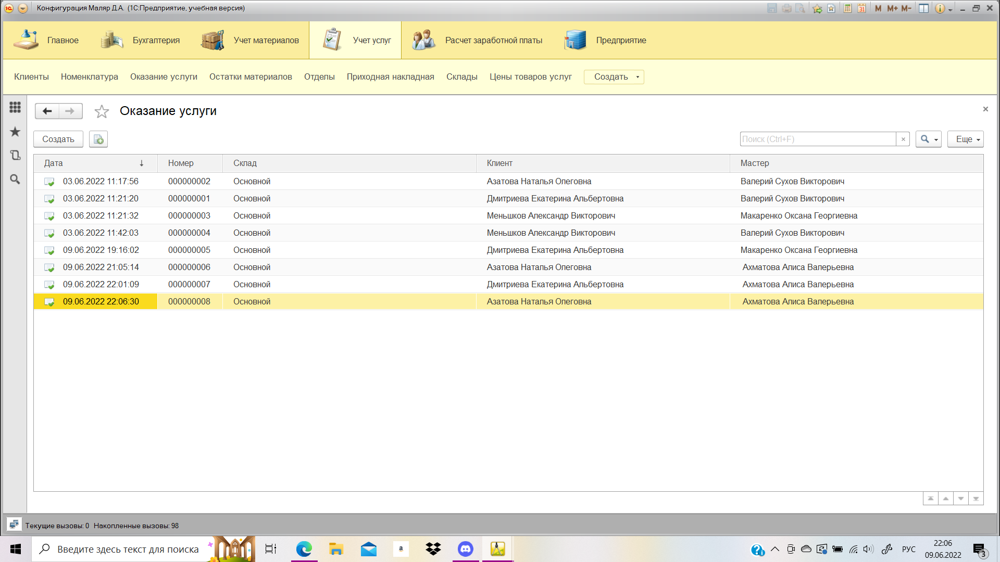 Конфигурация Маляр Д.А. (1С:Предприятие, учебная версия)
M M+ M-
Главное Бухгалтерия Учет материалов Учет услуг Расчет заработной платы Предприятие
Клиенты Номенклатура Оказание услуги Остатки материалов Отделы Приходная накладная Склады Цены товаров услуг Создать
Оказание услуги
Создать Поиск (Ctrl+F) Еще
Дата Номер Склад Клиент Мастер
03.06.2022 11:17:56 000000002 Основной Азатова Наталья Олеговна Валерий Сухов Викторович
03.06.2022 11:21:20 000000001 Основной Дмитриева Екатерина Альбертовна Валерий Сухов Викторович
03.06.2022 11:21:32 000000003 Основной Меньшков Александр Викторович Макаренко Оксана Георгиевна
03.06.2022 11:42:03 000000004 Основной Меньшков Александр Викторович Валерий Сухов Викторович
09.06.2022 19:16:02 000000005 Основной Дмитриева Екатерина Альбертовна Макаренко Оксана Георгиевна
09.06.2022 21:05:14 000000006 Основной Азатова Наталья Олеговна Ахматова Алиса Валерьевна
09.06.2022 22:01:09 000000007 Основной Дмитриева Екатерина Альбертовна Ахматова Алиса Валерьевна
09.06.2022 22:06:30 000000008 Основной Азатова Наталья Олеговна Ахматова Алиса Валерьевна
Текущие вызовы: 0 Накопленные вызовы: 98
Введите здесь текст для поиска
a
РУС
22:06
09.06.2022
3